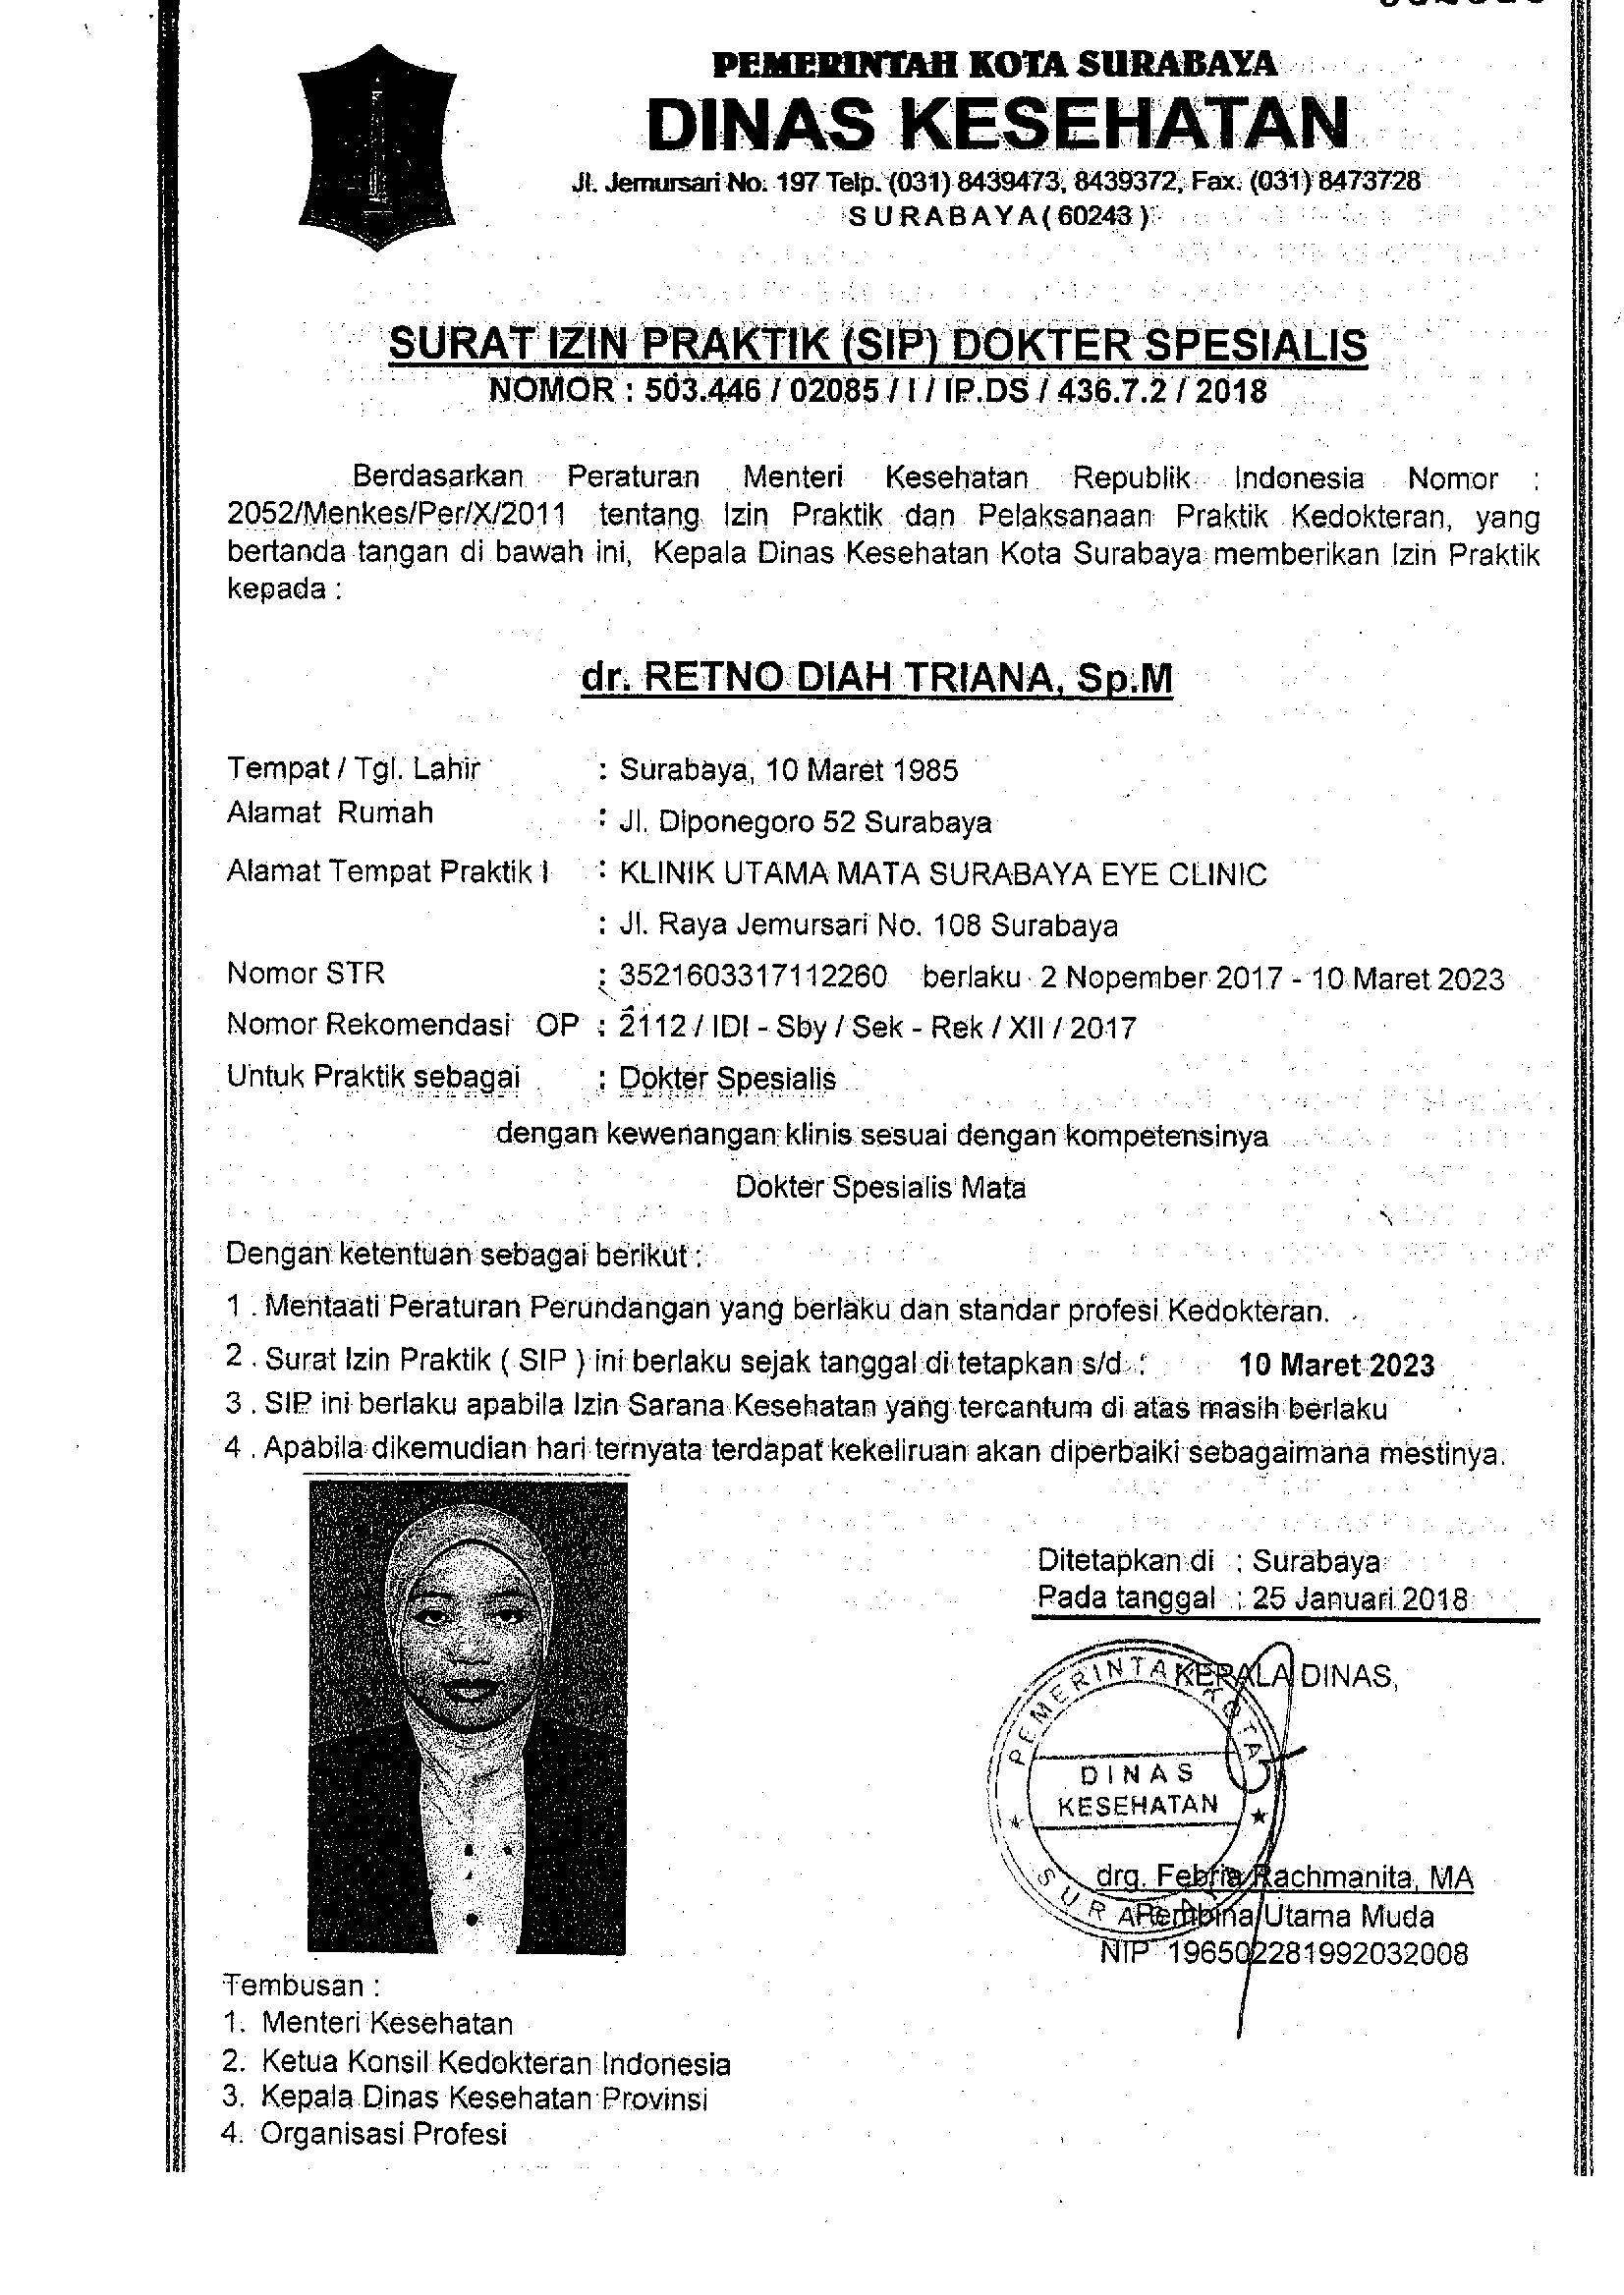 PEMERINTAH KOTA SURABAYA
DINAS KESEHATAN
Jl. Jemursari No. 197 Telp. (031) 8439473, 8439372, Fax. (031) 8473728
SURABAYA ( 60243 )
SURAT IZIN PRAKTIK (SIP) DOKTER SPESIALIS
NOMOR : 503.446 / 02085 / I / IP.DS / 436.7.2 / 2018
Berdasarkan Peraturan Menteri Kesehatan Republik Indonesia Nomor :
2052/Menkes/Per/X/2011 tentang Izin Praktik dan Pelaksanaan Praktik Kedokteran, yang
bertanda tangan di bawah ini, Kepala Dinas Kesehatan Kota Surabaya memberikan Izin Praktik
kepada :
dr. RETNO DIAH TRIANA, Sp.M
Tempat / Tgl. Lahir : Surabaya, 10 Maret 1985
Alamat Rumah : Jl. Diponegoro 52 Surabaya
Alamat Tempat Praktik I : KLINIK UTAMA MATA SURABAYA EYE CLINIC
: Jl. Raya Jemursari No. 108 Surabaya
Nomor STR : 3521603317112260 berlaku 2 Nopember 2017 - 10 Maret 2023
Nomor Rekomendasi OP : 2112 / IDI - Sby / Sek - Rek / XII / 2017
Untuk Praktik sebagai : Dokter Spesialis
dengan kewenangan klinis sesuai dengan kompetensinya
Dokter Spesialis Mata
Dengan ketentuan sebagai berikut :
1 . Mentaati Peraturan Perundangan yang berlaku dan standar profesi Kedokteran.
2 . Surat Izin Praktik ( SIP ) ini berlaku sejak tanggal di tetapkan s/d : 10 Maret 2023
3 . SIP ini berlaku apabila Izin Sarana Kesehatan yang tercantum di atas masih berlaku
4 . Apabila dikemudian hari ternyata terdapat kekeliruan akan diperbaiki sebagaimana mestinya.
Ditetapkan di : Surabaya
Pada tanggal : 25 Januari 2018
KEPALA DINAS,
PEMERINTAH KOTA
DINAS
KESEHATAN
SURABAYA
drg. Febria Rachmanita, MA
Pembina Utama Muda
NIP 196502281992032008
Tembusan :
1. Menteri Kesehatan
2. Ketua Konsil Kedokteran Indonesia
3. Kepala Dinas Kesehatan Provinsi
4. Organisasi Profesi